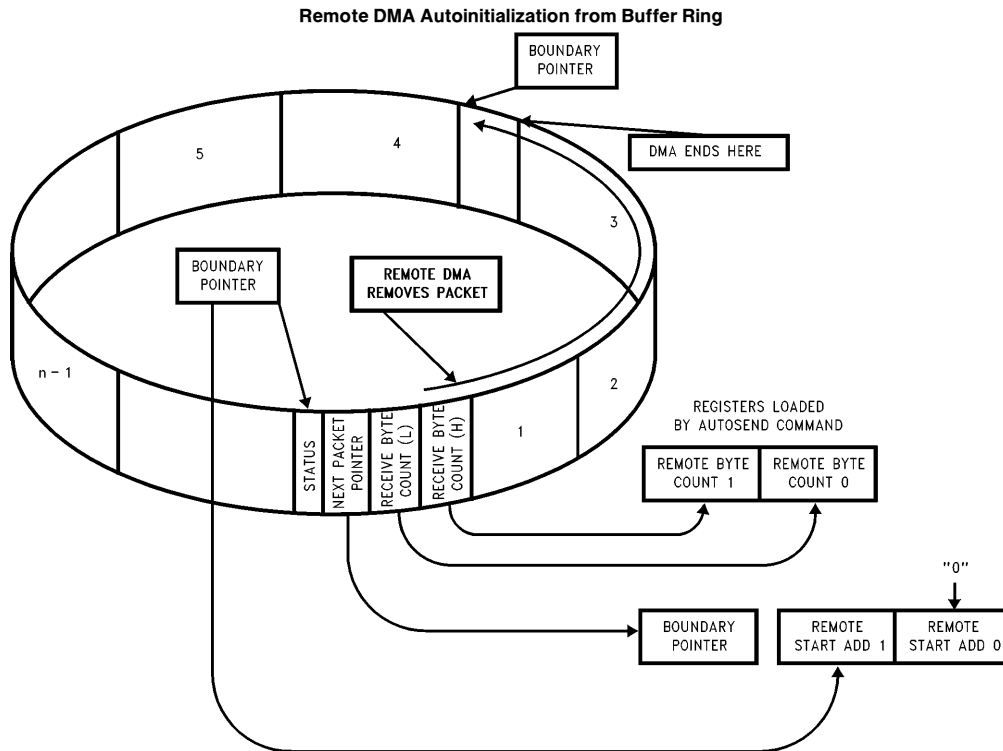 Remote DMA Autoinitialization from Buffer Ring
BOUNDARY
POINTER
DMA ENDS HERE
5
4
3
BOUNDARY
POINTER
REMOTE DMA
REMOVES PACKET
n - 1
STATUS
NEXT PACKET
POINTER
RECEIVE BYTE
COUNT (L)
RECEIVE BYTE
COUNT (H)
1
2
REGISTERS LOADED
BY AUTOSEND COMMAND
REMOTE BYTE
COUNT 1
REMOTE BYTE
COUNT 0
"0"
BOUNDARY
POINTER
REMOTE
START ADD 1
REMOTE
START ADD 0